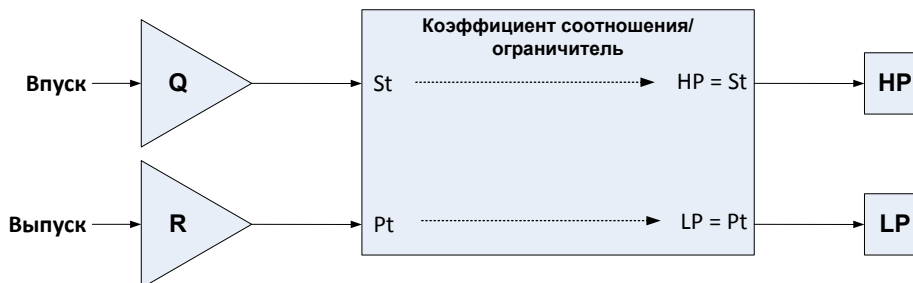 Коэффициент соотношения/
ограничитель
Впуск
Q
St
HP = St
HP
Выпуск
R
Pt
LP = Pt
LP